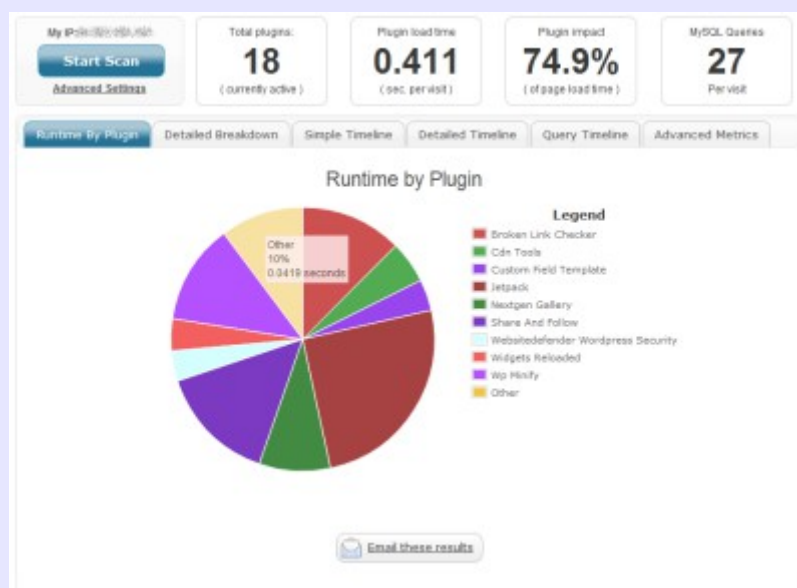 My IP:
Start Scan
Advanced Settings
Total plugins:
18
( currently active )
Plugin load time
0.411
( sec. per visit )
Plugin impact
74.9%
( of page load time )
MySQL Queries
27
Per visit
Runtime By Plugin
Detailed Breakdown
Simple Timeline
Detailed Timeline
Query Timeline
Advanced Metrics
Runtime by Plugin
Other
10%
0.0419 seconds
Legend
Broken Link Checker
Cdn Tools
Custom Field Template
Jetpack
Nextgen Gallery
Share And Follow
Websitedefender Wordpress Security
Widgets Reloaded
Wp Minify
Other
Email these results